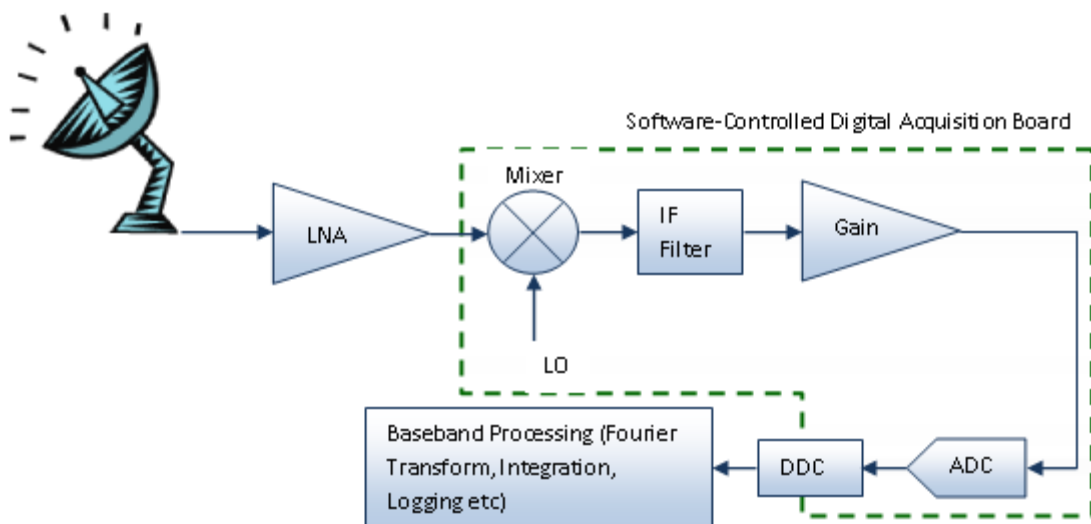 Software-Controlled Digital Acquisition Board
Mixer
LNA
IF
Filter
Gain
LO
Baseband Processing (Fourier
Transform, Integration,
Logging etc)
DDC
ADC